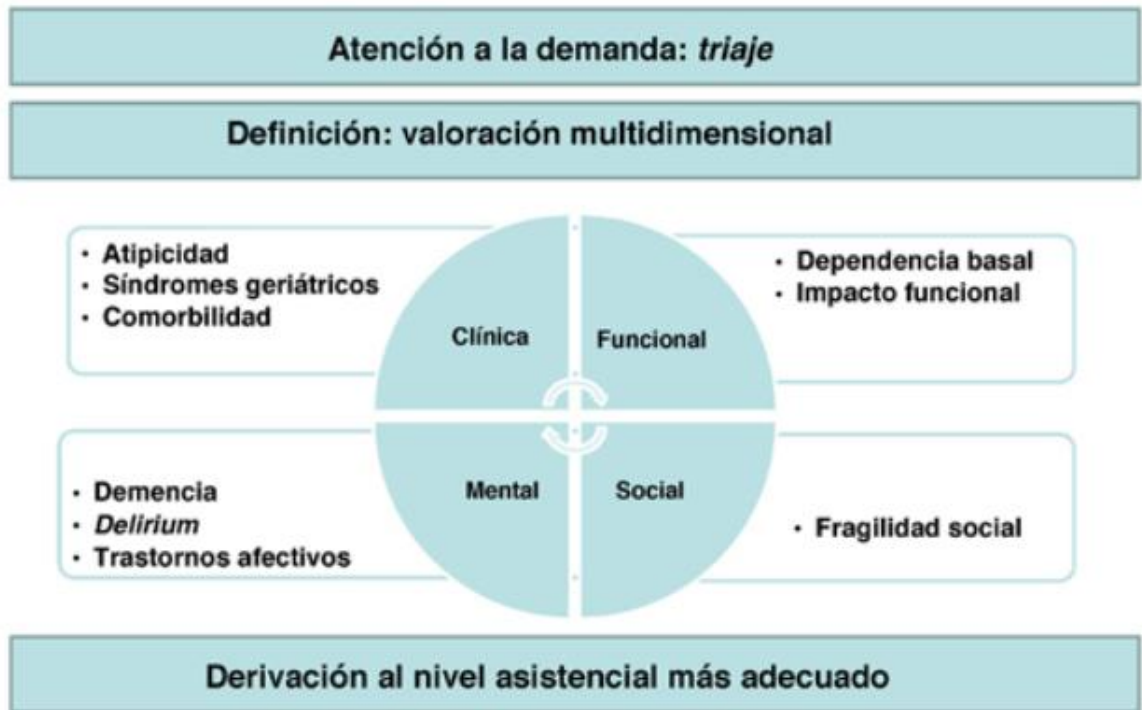 Atención a la demanda: triaje
Definición: valoración multidimensional
• Atipicidad
• Síndromes geriátricos
• Comorbilidad
Clínica
Funcional
• Dependencia basal
• Impacto funcional
• Demencia
• Delirium
• Trastornos afectivos
Mental
Social
• Fragilidad social
Derivación al nivel asistencial más adecuado